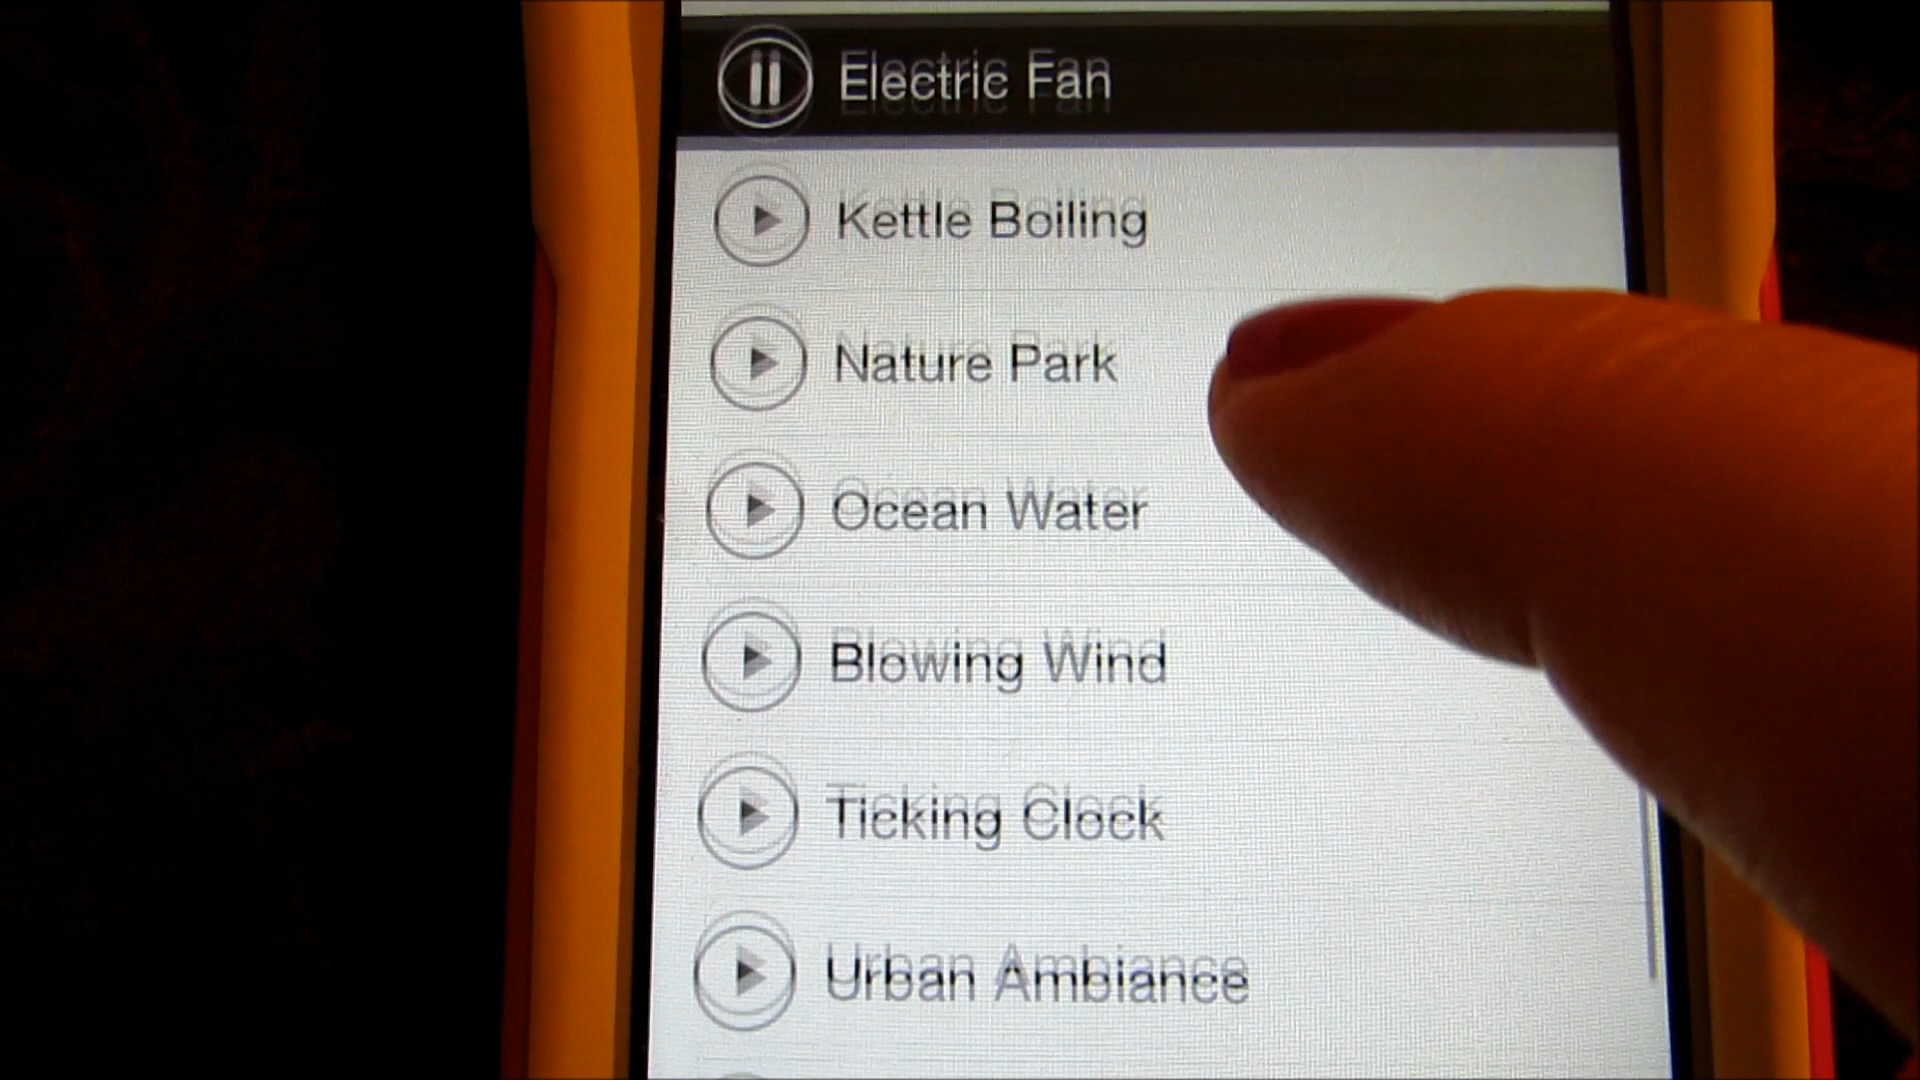 Electric Fan
Kettle Boiling
Nature Park
Ocean Water
Blowing Wind
Ticking Clock
Urban Ambiance